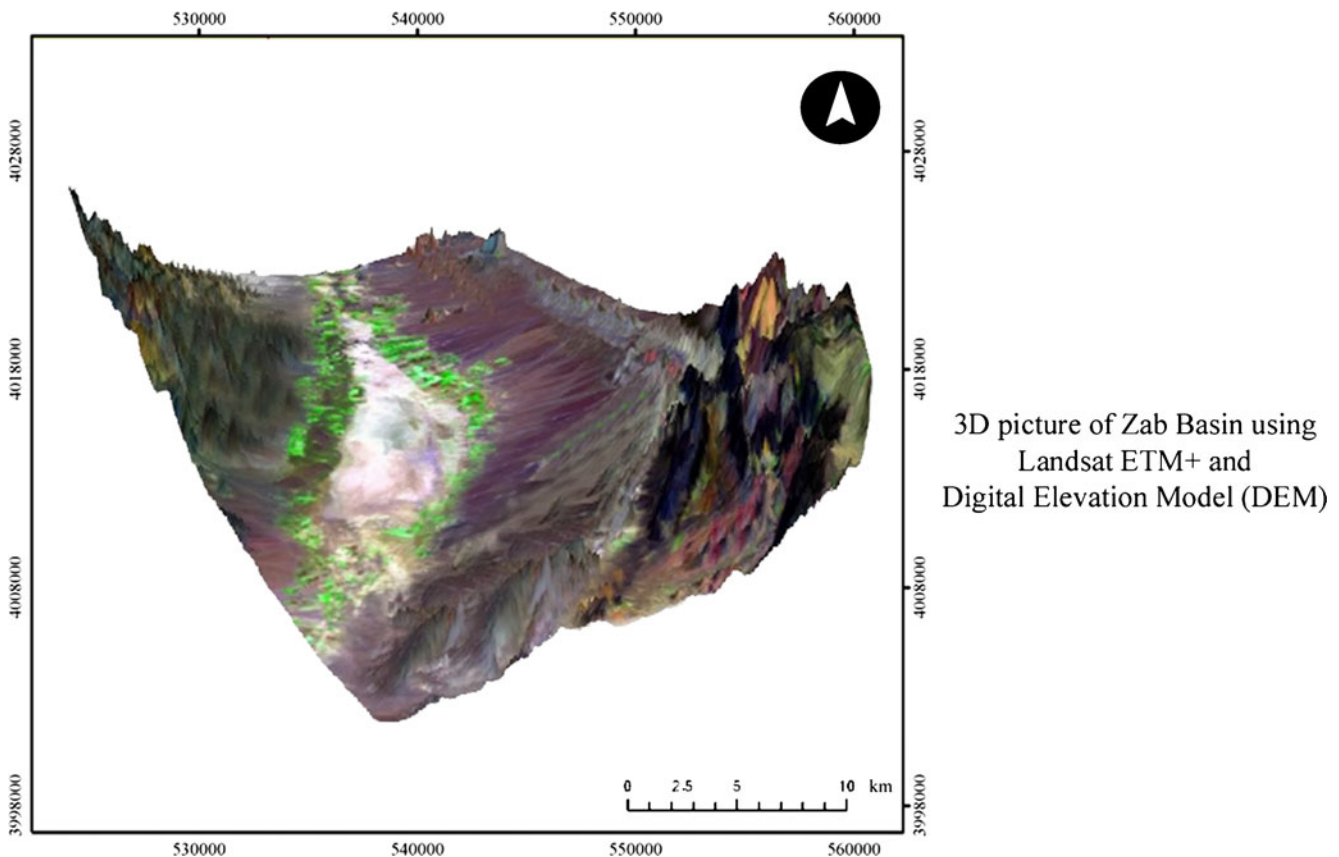 530000 540000 550000 560000
4028000 4028000
4018000 4018000
3D picture of Zab Basin using
Landsat ETM+ and
Digital Elevation Model (DEM)
4008000 4008000
0 2.5 5 10 km
3998000 3998000
530000 540000 550000 560000